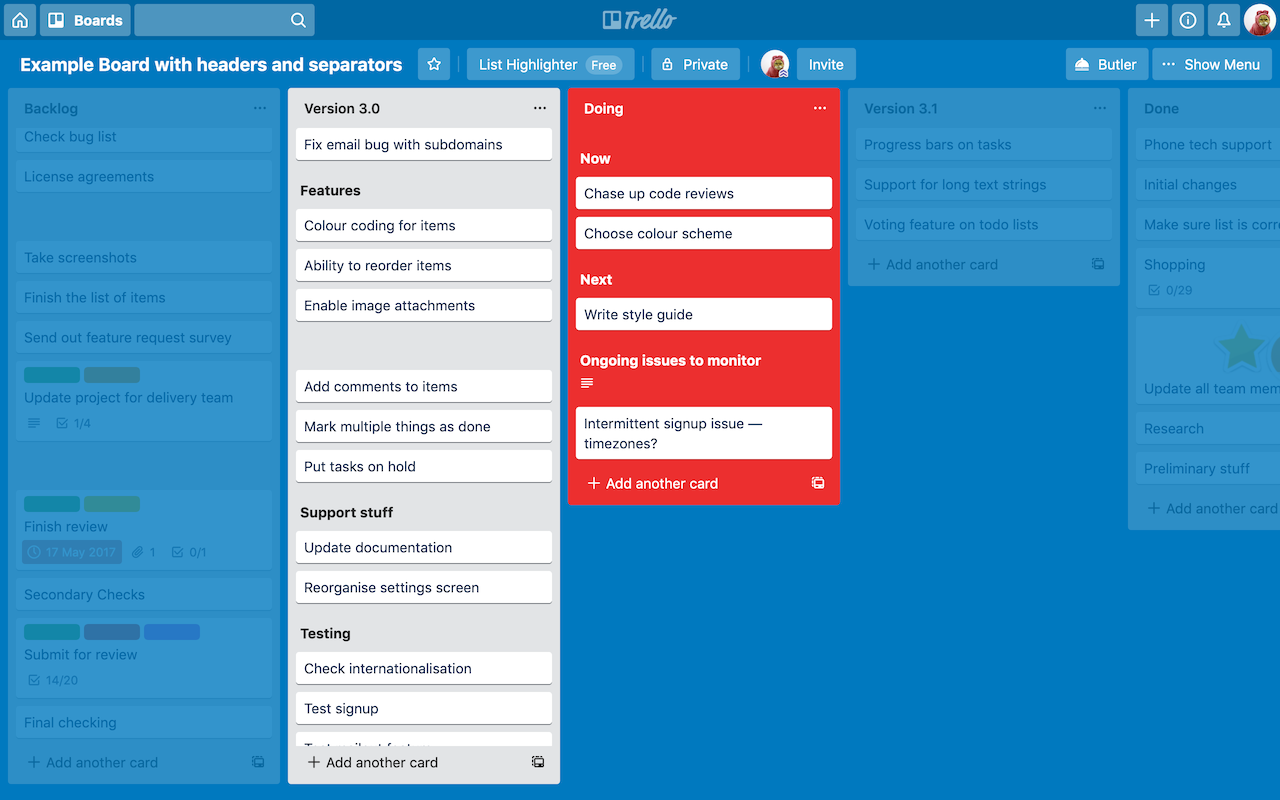 Boards
Trello
Example Board with headers and separators
List Highlighter Free
Private
Invite
Butler
Show Menu
Backlog
Check bug list
License agreements
Take screenshots
Finish the list of items
Send out feature request survey
Update project for delivery team
1/4
Finish review
17 May 2017 1 0/1
Secondary Checks
Submit for review
14/20
Final checking
Add another card
Version 3.0
Fix email bug with subdomains
Features
Colour coding for items
Ability to reorder items
Enable image attachments
Add comments to items
Mark multiple things as done
Put tasks on hold
Support stuff
Update documentation
Reorganise settings screen
Testing
Check internationalisation
Test signup
Add another card
Doing
Now
Chase up code reviews
Choose colour scheme
Next
Write style guide
Ongoing issues to monitor
Intermittent signup issue —
timezones?
Add another card
Version 3.1
Progress bars on tasks
Support for long text strings
Voting feature on todo lists
Add another card
Done
Phone tech support
Initial changes
Make sure list is corre
Shopping
0/29
Update all team mem
Research
Preliminary stuff
Add another card